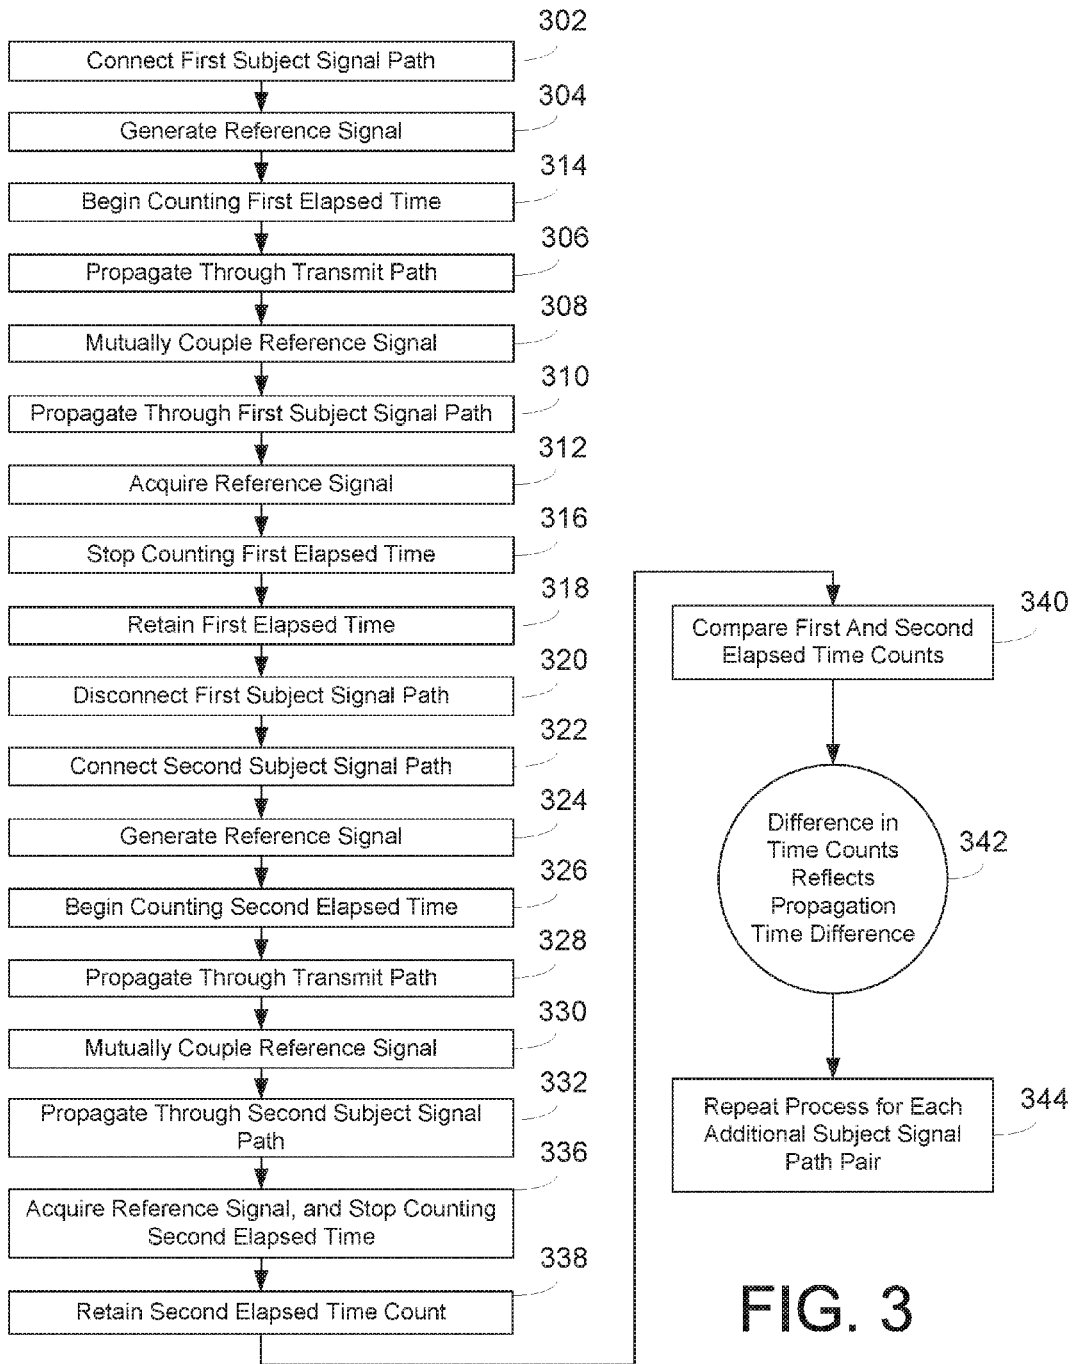 302
Connect First Subject Signal Path
304
Generate Reference Signal
314
Begin Counting First Elapsed Time
306
Propagate Through Transmit Path
308
Mutually Couple Reference Signal
310
Propagate Through First Subject Signal Path
312
Acquire Reference Signal
316
Stop Counting First Elapsed Time
318
Retain First Elapsed Time
320
Disconnect First Subject Signal Path
322
Connect Second Subject Signal Path
324
Generate Reference Signal
326
Begin Counting Second Elapsed Time
328
Propagate Through Transmit Path
330
Mutually Couple Reference Signal
332
Propagate Through Second Subject Signal
Path
336
Acquire Reference Signal, and Stop Counting
Second Elapsed Time
338
Retain Second Elapsed Time Count
340
Compare First And Second
Elapsed Time Counts
342
Difference in
Time Counts
Reflects
Propagation
Time Difference
344
Repeat Process for Each
Additional Subject Signal
Path Pair
FIG. 3